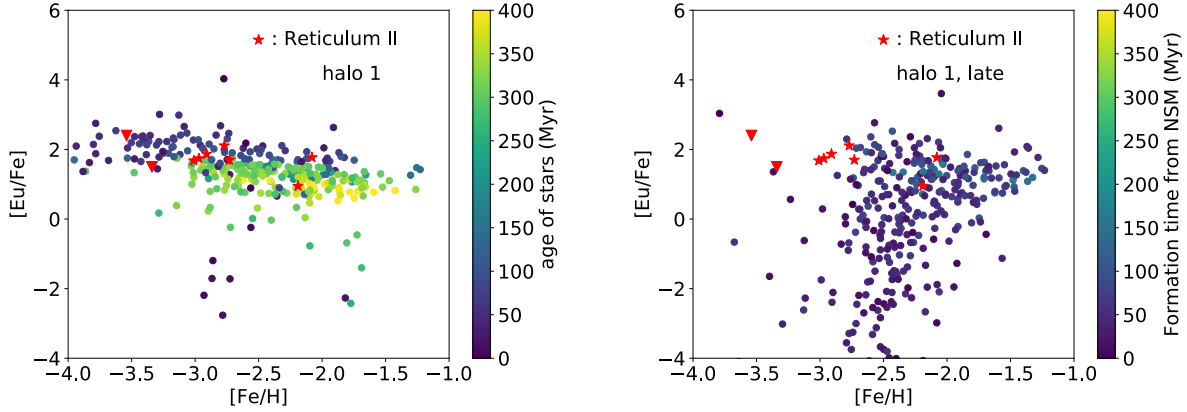 6
4
2
0
−2
−4
[Eu/Fe]
−4.0 −3.5 −3.0 −2.5 −2.0 −1.5 −1.0
[Fe/H]
: Reticulum II
halo 1
400
350
300
250
200
150
100
50
0
age of stars (Myr)
6
4
2
0
−2
−4
[Eu/Fe]
−4.0 −3.5 −3.0 −2.5 −2.0 −1.5 −1.0
[Fe/H]
: Reticulum II
halo 1, late
400
350
300
250
200
150
100
50
0
Formation time from NSM (Myr)